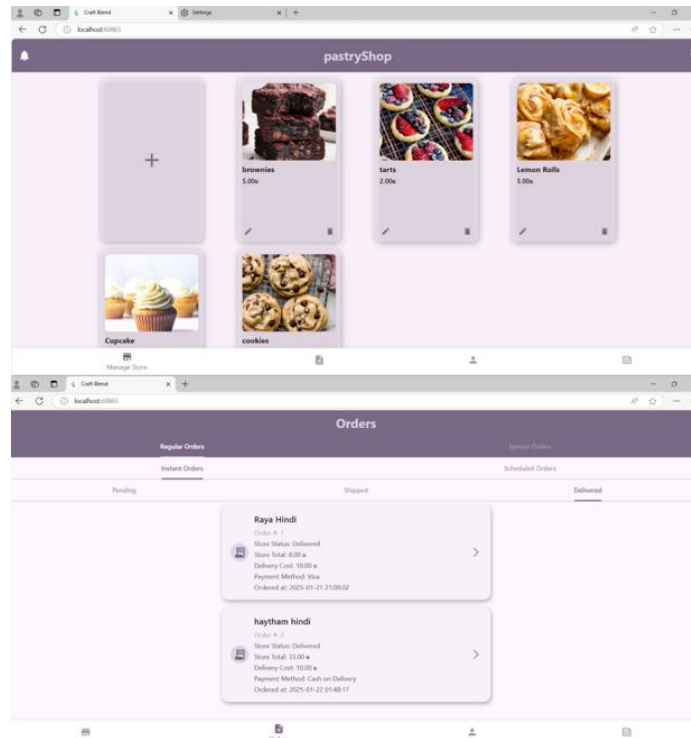 Craft Blend
Settings
localhost:60865
pastryShop
brownies
5.00₪
tarts
2.00₪
Lemon Rolls
5.00₪
Cupcake
cookies
Manage Store
Craft Blend
localhost:60865
Orders
Regular Orders
Special Orders
Instant Orders
Scheduled Orders
Pending
Shipped
Delivered
Raya Hindi
Order #: 1
Store Status: Delivered
Store Total: 8.00 ₪
Delivery Cost: 10.00 ₪
Payment Method: Visa
Ordered at: 2025-01-21 21:09:02
haytham hindi
Order #: 2
Store Status: Delivered
Store Total: 33.00 ₪
Delivery Cost: 10.00 ₪
Payment Method: Cash on Delivery
Ordered at: 2025-01-22 01:48:17